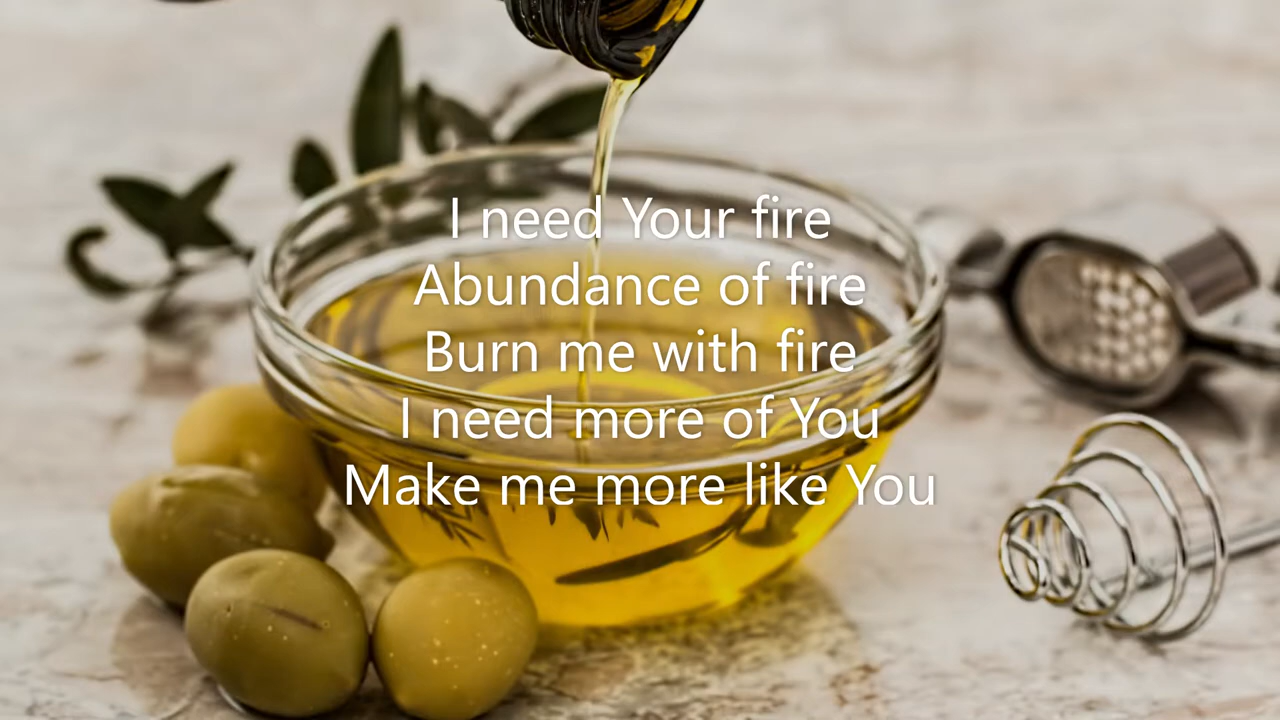 I need Your fire
Abundance of fire
Burn me with fire
I need more of You
Make me more like You